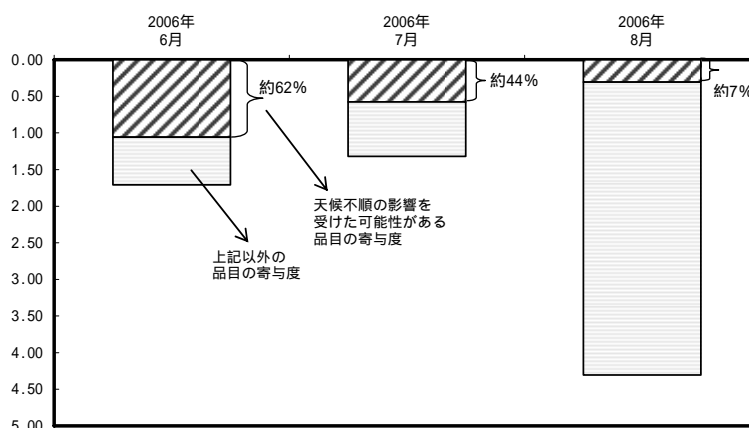 2006年
6月
2006年
7月
2006年
8月
0.00
0.50
1.00
1.50
2.00
2.50
3.00
3.50
4.00
4.50
5.00
約62%
約44%
約7%
天候不順の影響を
受けた可能性がある
品目の寄与度
上記以外の
品目の寄与度